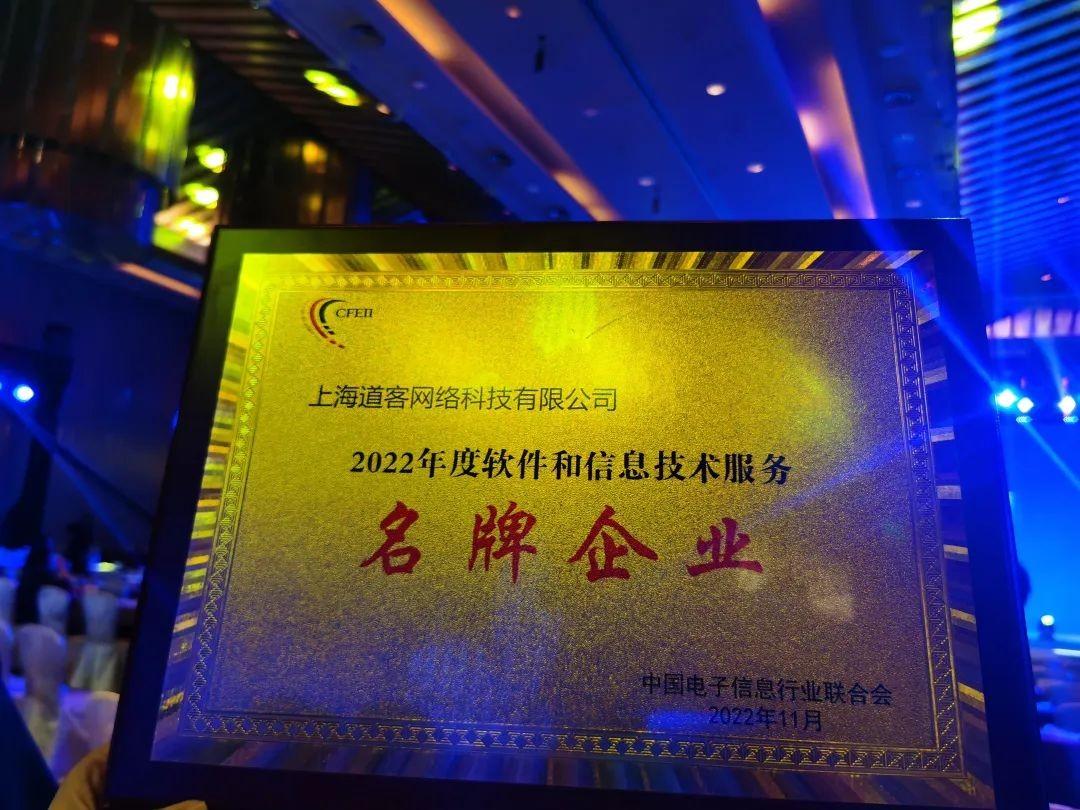 CFEII
上海道客网络科技有限公司
2022年度软件和信息技术服务
名牌企业
中国电子信息行业联合会
2022年11月